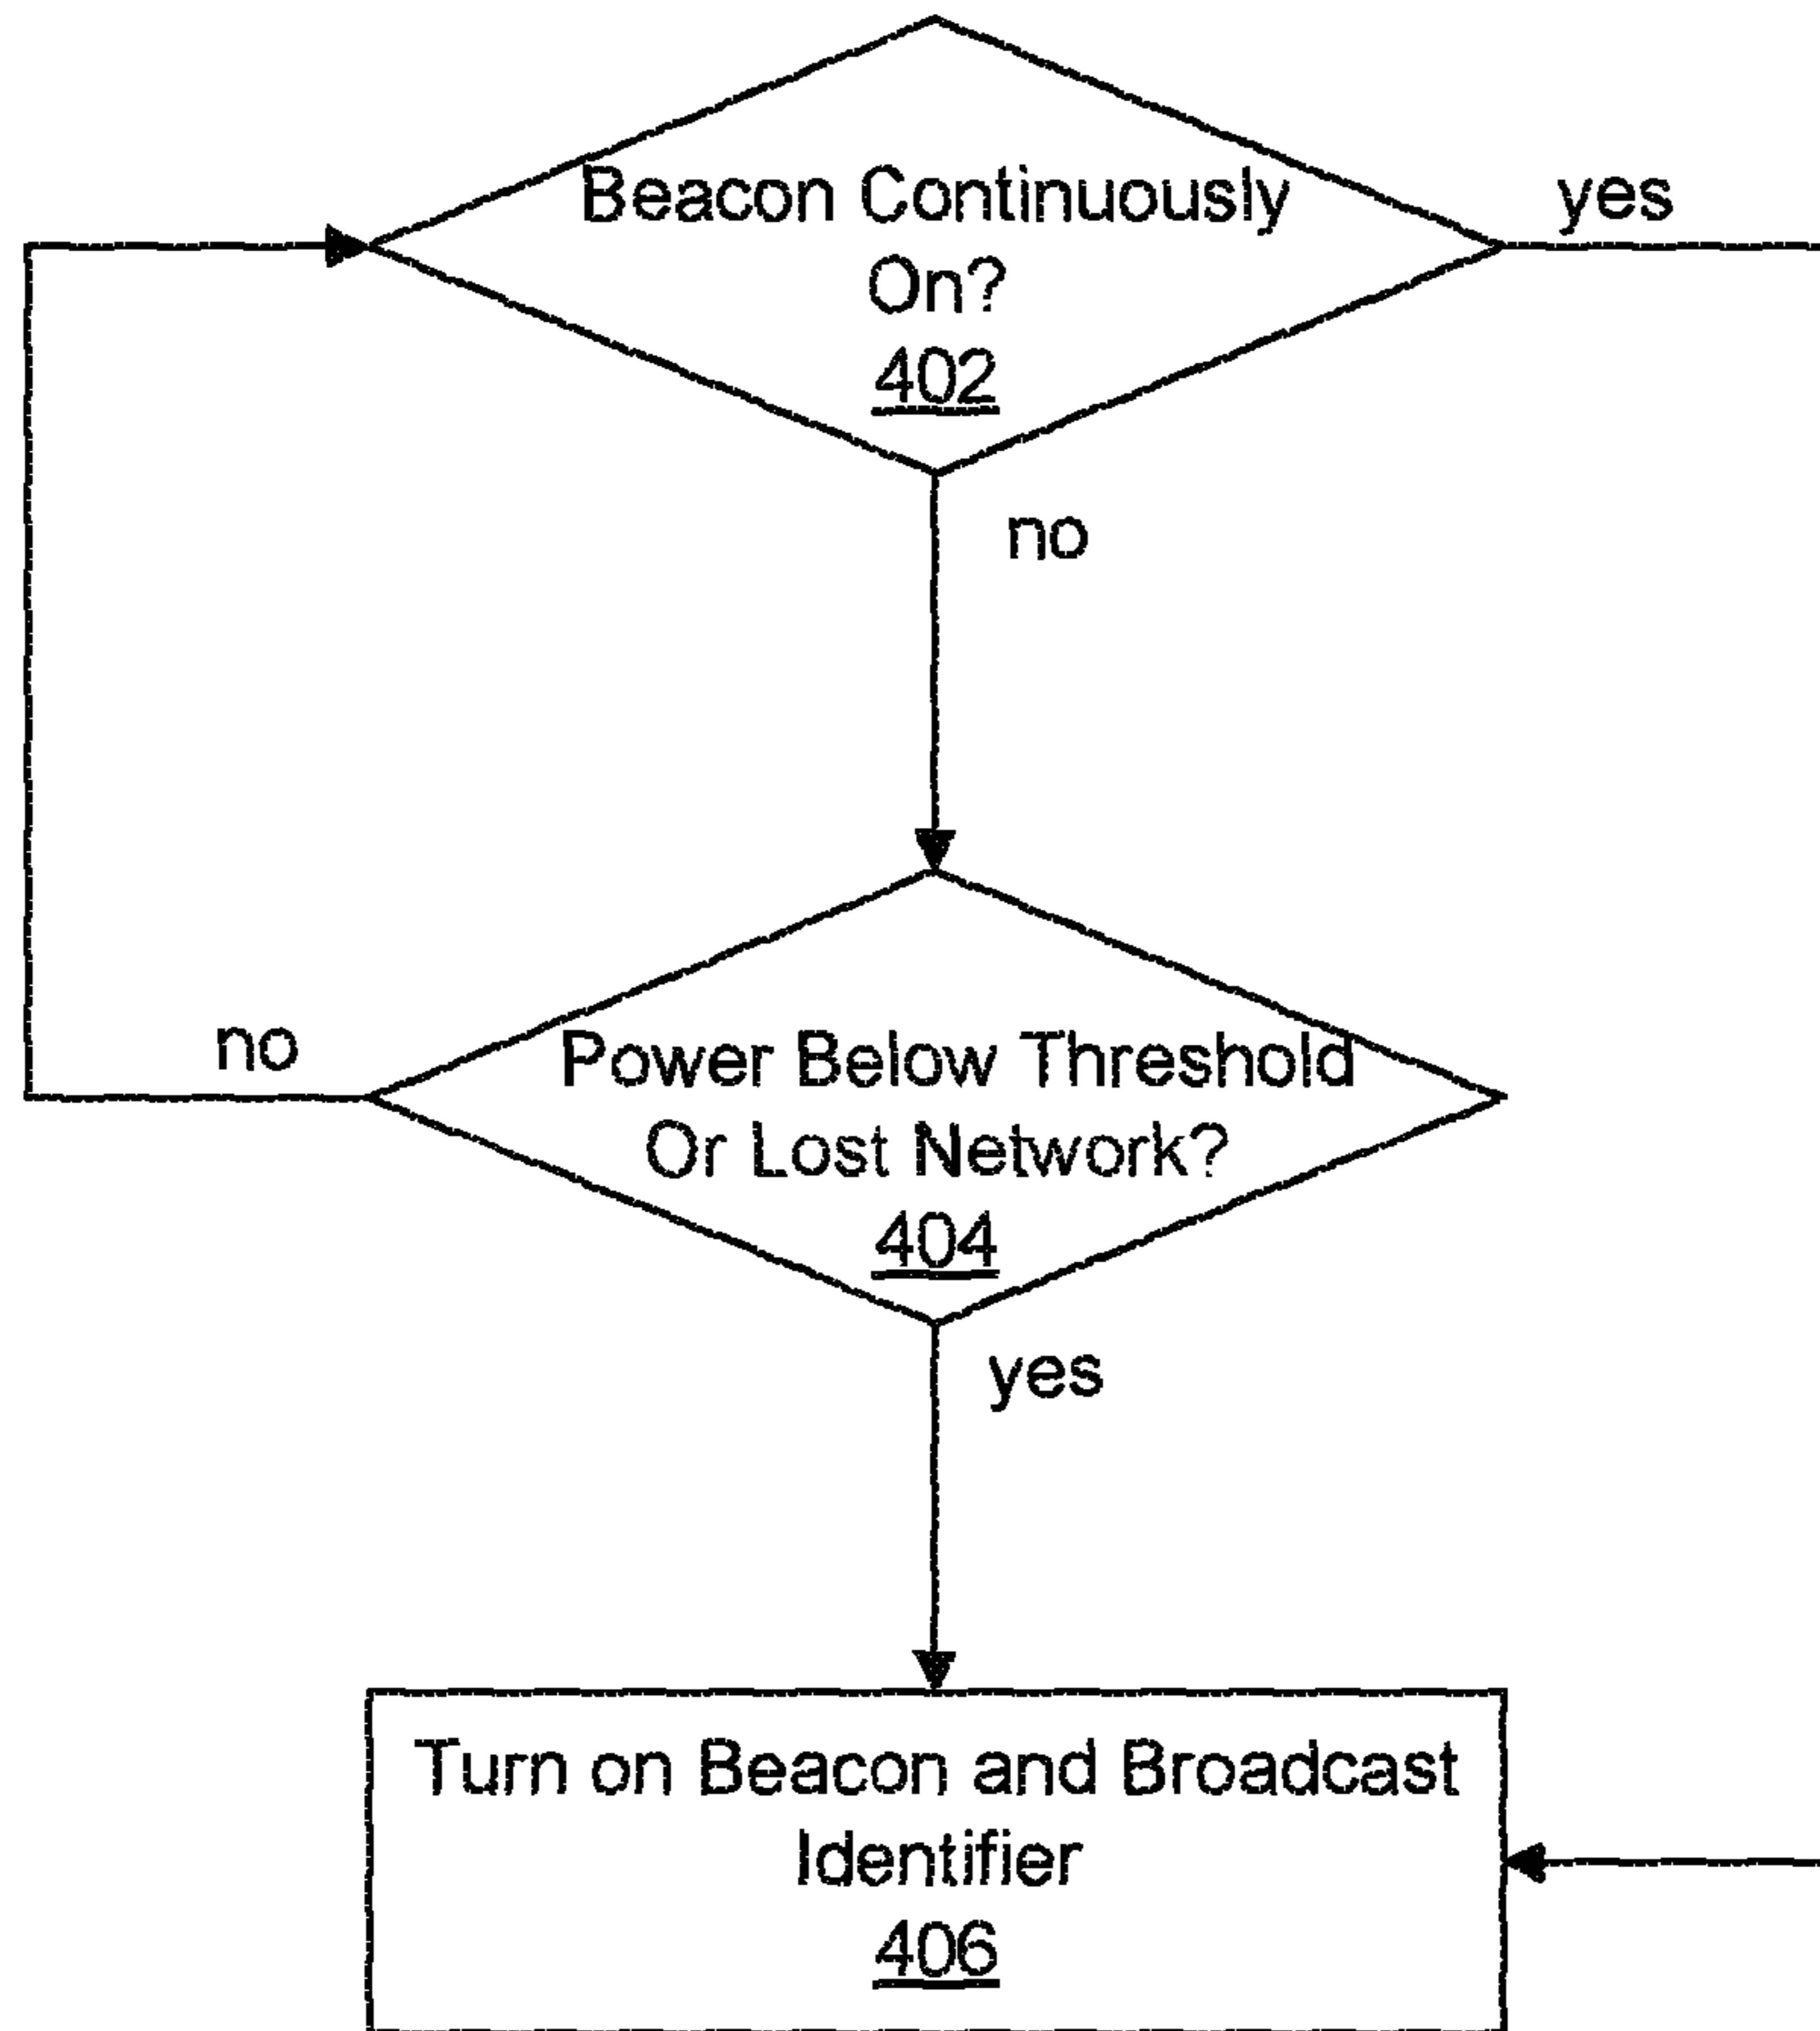 Beacon Continuously
On?
402
yes
no
no
Power Below Threshold
Or Lost Network?
404
yes
Turn on Beacon and Broadcast
Identifier
406